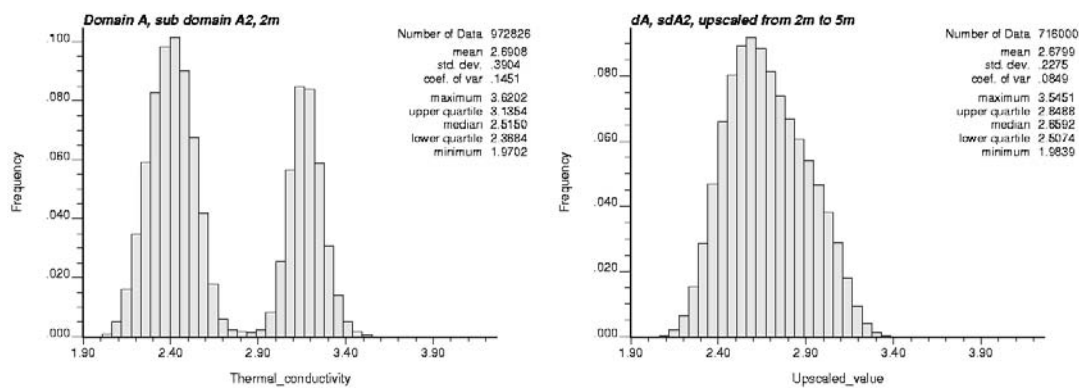 Domain A, sub domain A2, 2m
Number of Data 972826
mean 2.6908
std. dev. .3904
coef. of var .1451
maximum 3.6202
upper quartile 3.1354
median 2.5150
lower quartile 2.3684
minimum 1.9702
Frequency
.100
.080
.060
.040
.020
.000
1.90 2.40 2.90 3.40 3.90
Thermal_conductivity
dA, sdA2, upscaled from 2m to 5m
Number of Data 716000
mean 2.6799
std. dev. .2275
coef. of var .0849
maximum 3.5451
upper quartile 2.8488
median 2.6592
lower quartile 2.5074
minimum 1.9839
Frequency
.080
.060
.040
.020
.000
1.90 2.40 2.90 3.40 3.90
Upscaled_value